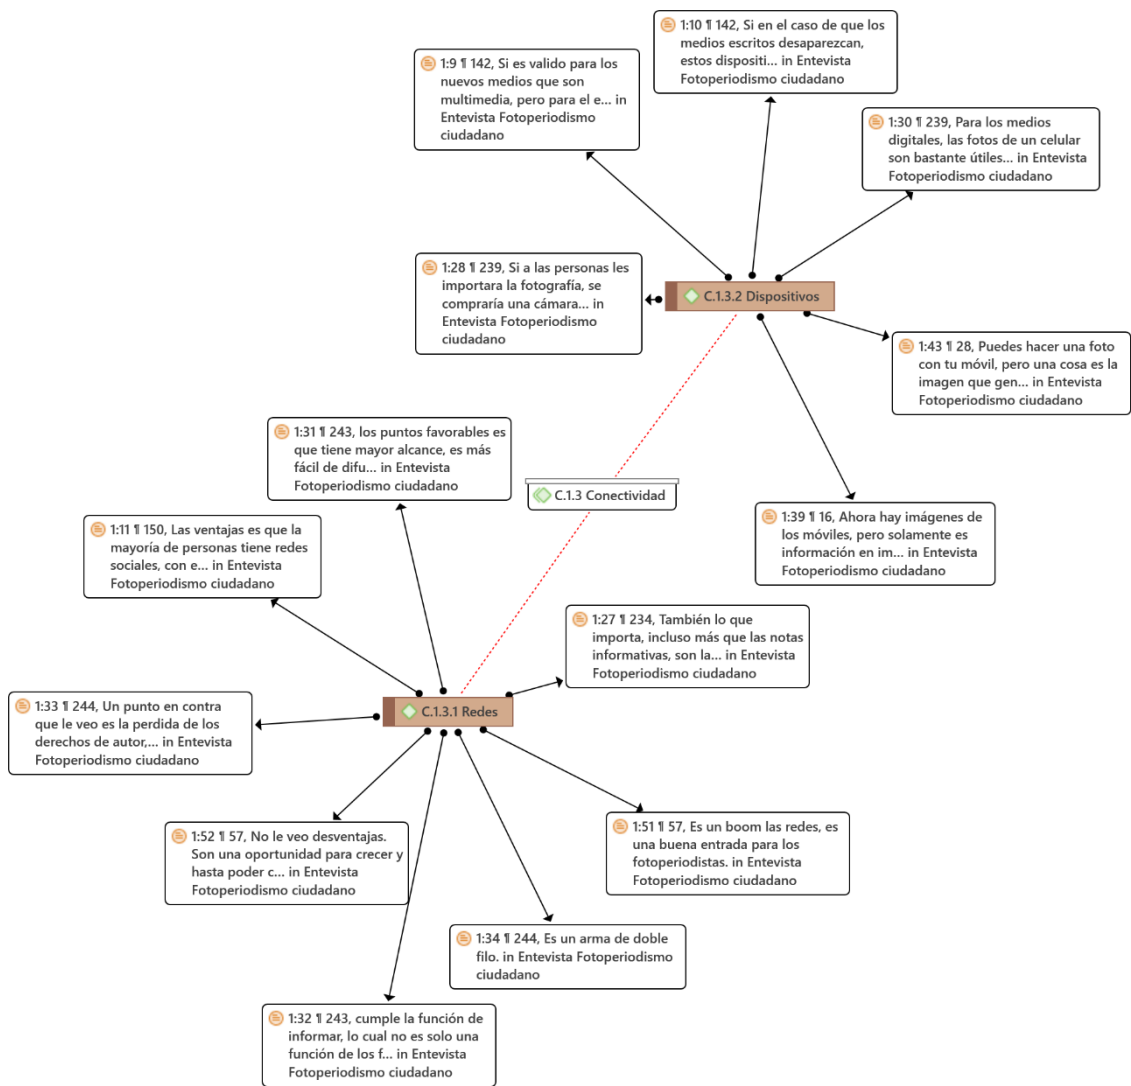 1:10 ¶ 142, Si en el caso de que los
medios escritos desaparezcan,
estos dispositi... in Entevista
Fotoperiodismo ciudadano
1:9 ¶ 142, Si es valido para los
nuevos medios que son
multimedia, pero para el e... in
Entevista Fotoperiodismo
ciudadano
1:30 ¶ 239, Para los medios
digitales, las fotos de un celular
son bastante útiles... in Entevista
Fotoperiodismo ciudadano
1:28 ¶ 239, Si a las personas les
importara la fotografía, se
compraría una cámara... in
Entevista Fotoperiodismo
ciudadano
C.1.3.2 Dispositivos
1:43 ¶ 28, Puedes hacer una foto
con tu móvil, pero una cosa es la
imagen que gen... in Entevista
Fotoperiodismo ciudadano
1:31 ¶ 243, los puntos favorables es
que tiene mayor alcance, es más
fácil de difu... in Entevista
Fotoperiodismo ciudadano
C.1.3 Conectividad
1:39 ¶ 16, Ahora hay imágenes de
los móviles, pero solamente es
información en im... in Entevista
Fotoperiodismo ciudadano
1:11 ¶ 150, Las ventajas es que la
mayoría de personas tiene redes
sociales, con e... in Entevista
Fotoperiodismo ciudadano
1:27 ¶ 234, También lo que
importa, incluso más que las notas
informativas, son la... in Entevista
Fotoperiodismo ciudadano
1:33 ¶ 244, Un punto en contra
que le veo es la perdida de los
derechos de autor,... in Entevista
Fotoperiodismo ciudadano
C.1.3.1 Redes
1:52 ¶ 57, No le veo desventajas.
Son una oportunidad para crecer y
hasta poder c... in Entevista
Fotoperiodismo ciudadano
1:51 ¶ 57, Es un boom las redes, es
una buena entrada para los
fotoperiodistas. in Entevista
Fotoperiodismo ciudadano
1:34 ¶ 244, Es un arma de doble
filo. in Entevista Fotoperiodismo
ciudadano
1:32 ¶ 243, cumple la función de
informar, lo cual no es solo una
función de los f... in Entevista
Fotoperiodismo ciudadano